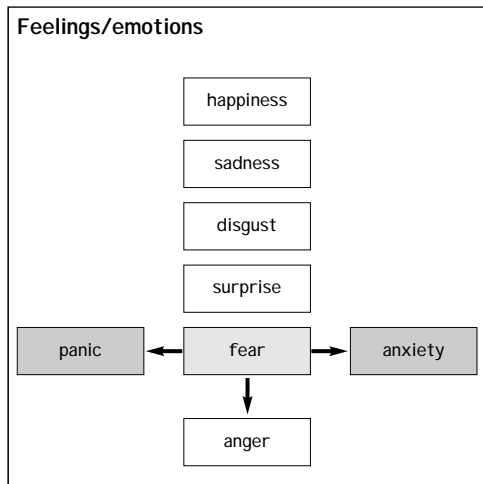 Feelings/emotions
happiness
sadness
disgust
surprise
panic
fear
anxiety
anger